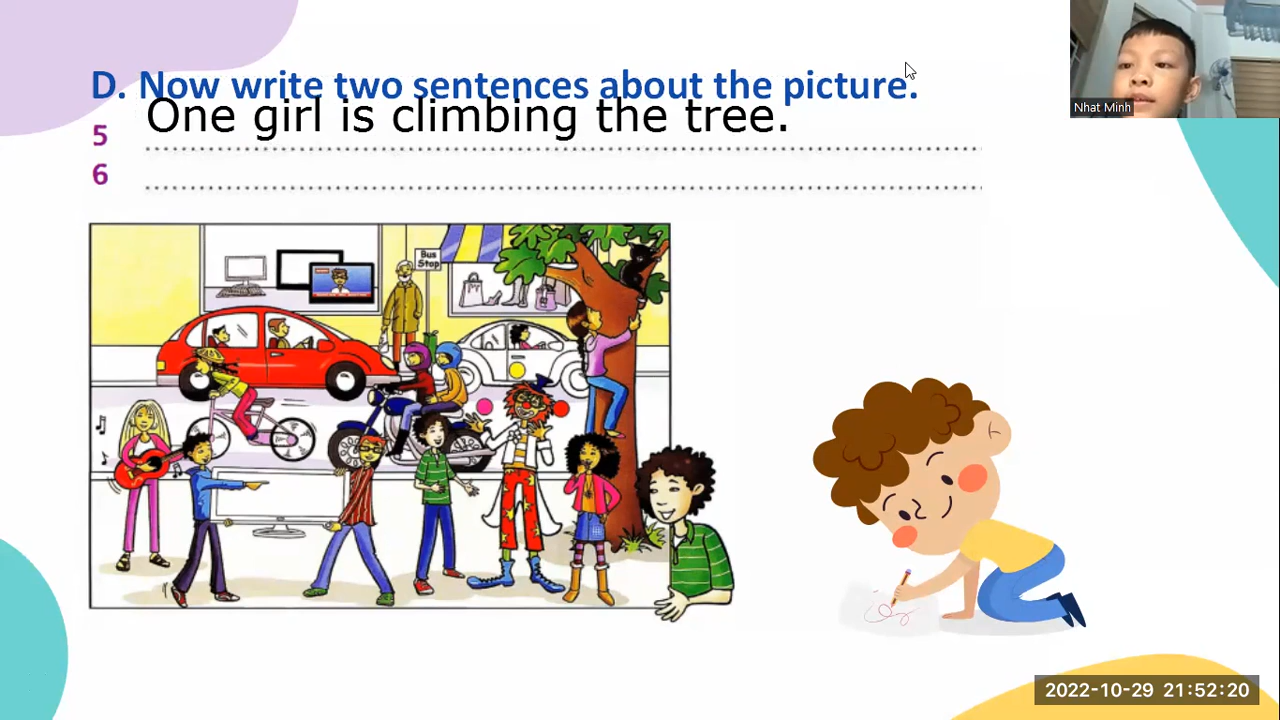 D. Now write two sentences about the picture.
One girl is climbing the tree.
5
6
Bus
Stop
Nhat Minh
2022-10-29 21:52:20